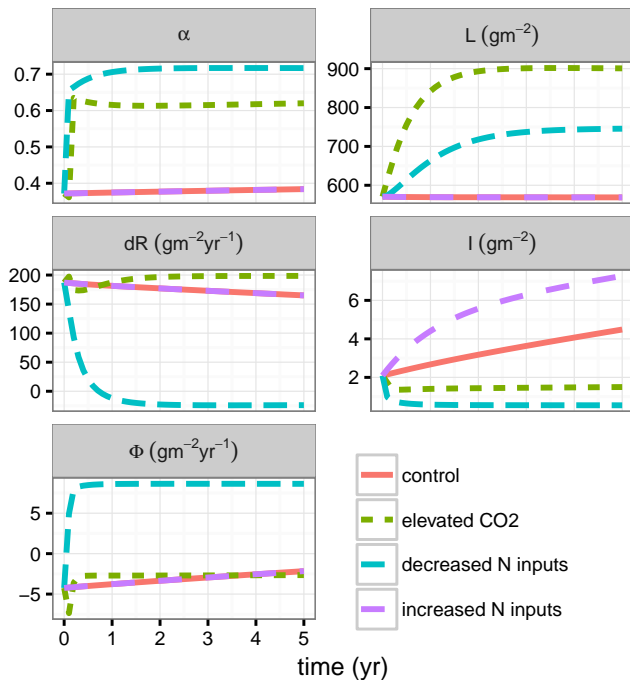 α
L (gm⁻²)
0.7
0.6
0.5
0.4
900
800
700
600
dR (gm⁻²yr⁻¹)
I (gm⁻²)
200
150
100
50
0
6
4
2
Φ (gm⁻²yr⁻¹)
5
0
−5
0 1 2 3 4 5
time (yr)
control
elevated CO2
decreased N inputs
increased N inputs